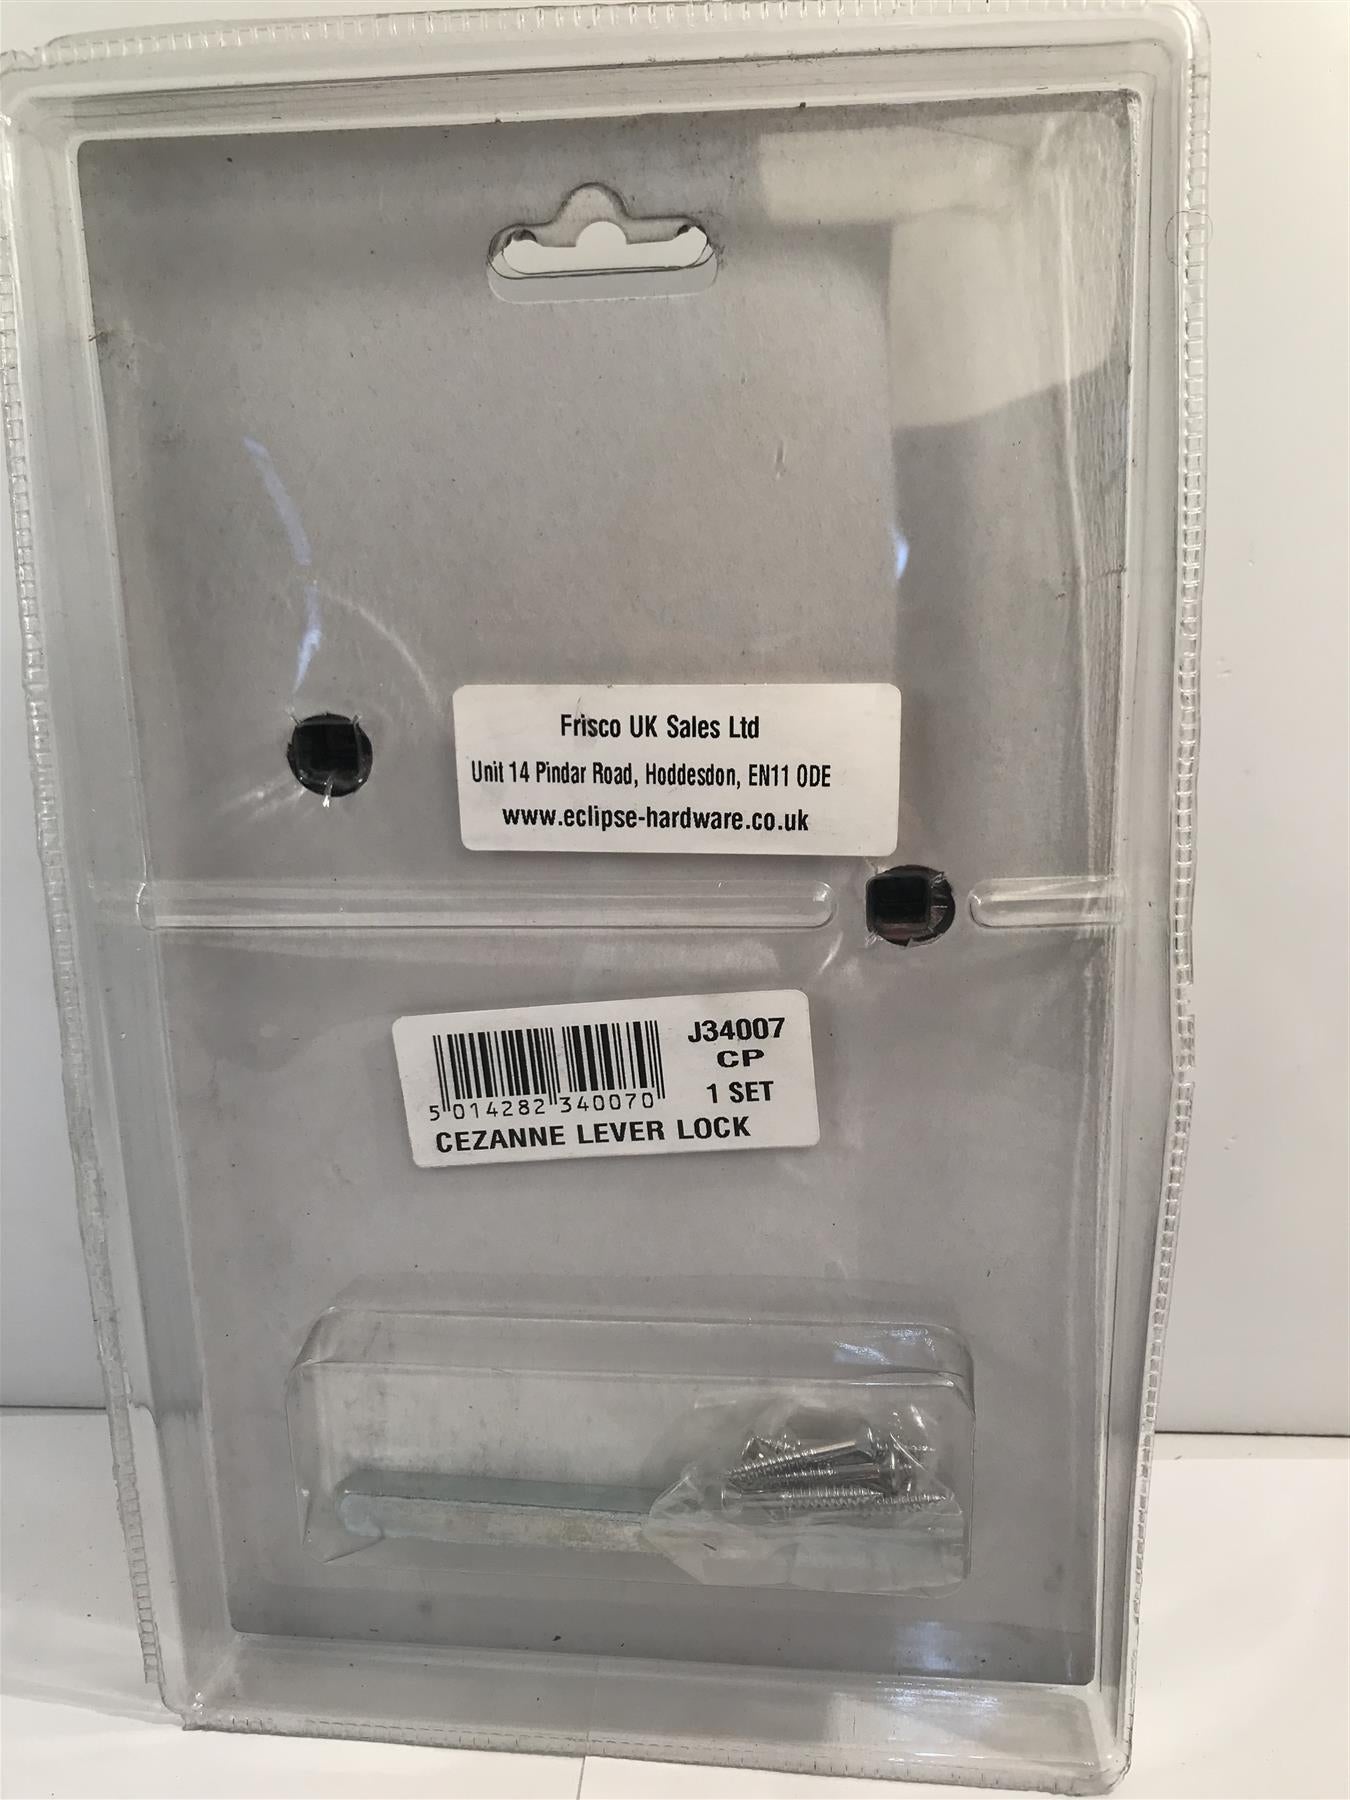 Frisco UK Sales Ltd
Unit 14 Pindar Road, Hoddesdon, EN11 0DE
www.eclipse-hardware.co.uk
J34007
CP
1 SET
5 014282 340070
CEZANNE LEVER LOCK